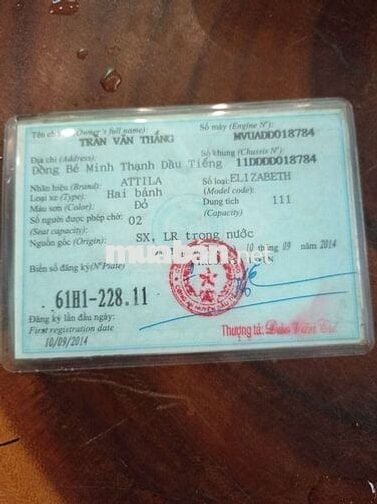 Tên chủ xe (Owner's full name): Số máy (Engine N°):
TRẦN VĂN THẮNG MVUADD018784
Địa chỉ (Address): Số khung (Chassis N°):
Đồng Bé Minh Thạnh Dầu Tiếng 11DDDD018784
Nhãn hiệu (Brand): ATTILA Số loại: ELIZABETH
Loại xe (Type): Hai bánh (Model code):
Màu sơn (Color): Đỏ Dung tích 111
Số người được phép chở: 02 (Capacity)
(Seat capacity):
Nguồn gốc (Origin): SX, LR trong nước
muaban.net
10 tháng 09 năm 2014
Biển số đăng ký (N° Plate)
61H1-228.11
Đăng ký lần đầu ngày:
First registration date
10/09/2014
Thượng tá: